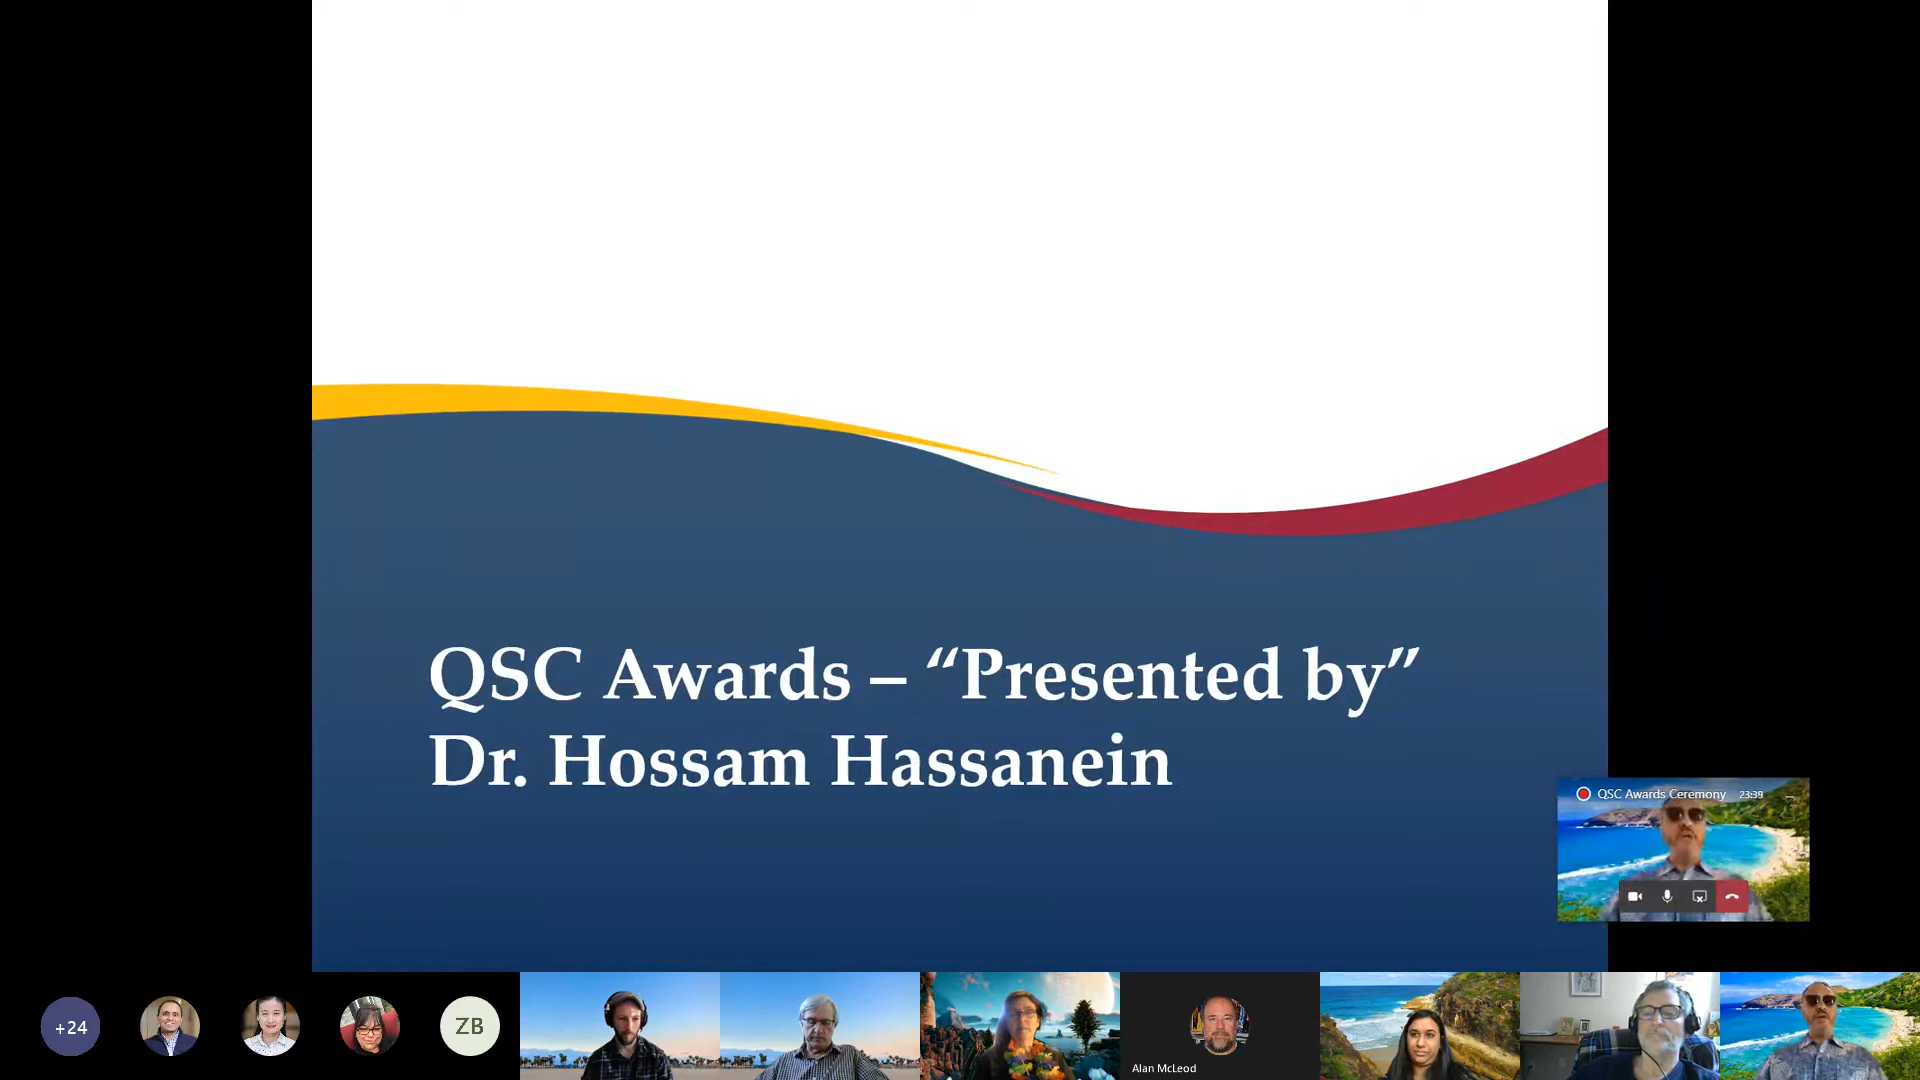 QSC Awards – “Presented by”
Dr. Hossam Hassanein
QSC Awards Ceremony 23:39
+24
ZB
Alan McLeod